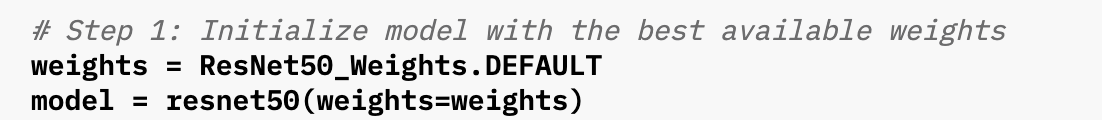 # Step 1: Initialize model with the best available weights
weights = ResNet50_Weights.DEFAULT
model = resnet50(weights=weights)